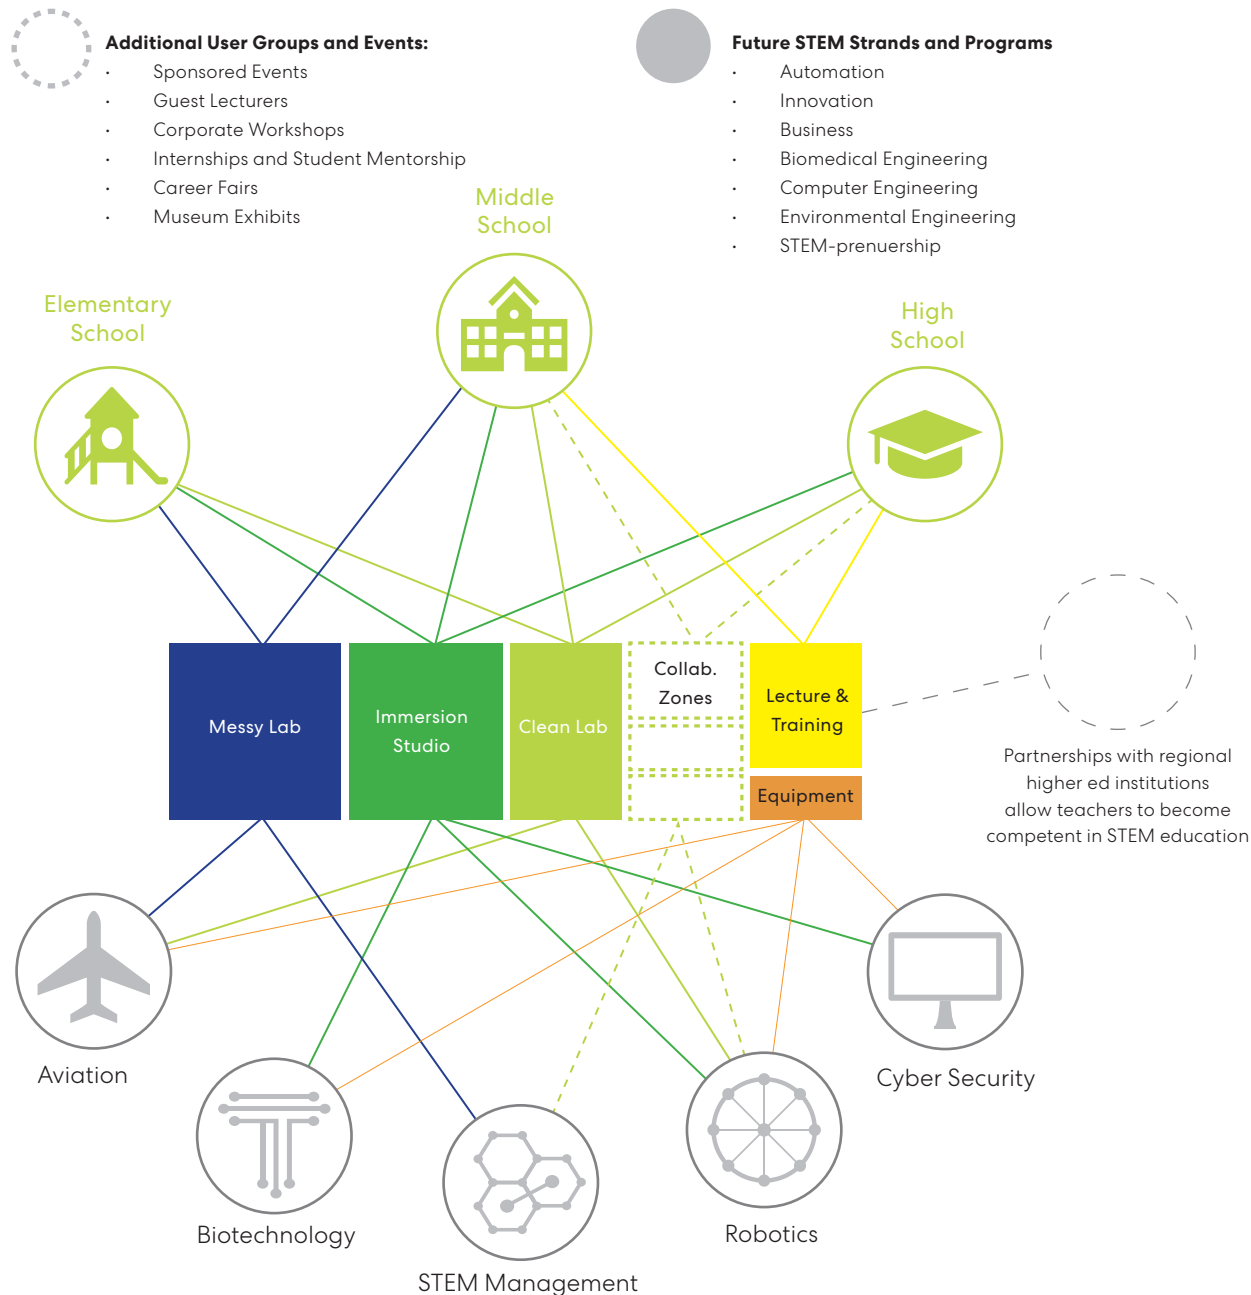 Additional User Groups and Events:
· Sponsored Events
· Guest Lecturers
· Corporate Workshops
· Internships and Student Mentorship
· Career Fairs
· Museum Exhibits
Future STEM Strands and Programs
· Automation
· Innovation
· Business
· Biomedical Engineering
· Computer Engineering
· Environmental Engineering
· STEM-prenuership
Middle
School
Elementary
School
High
School
Messy Lab
Immersion
Studio
Clean Lab
Collab.
Zones
Lecture &
Training
Equipment
Partnerships with regional
higher ed institutions
allow teachers to become
competent in STEM education
Aviation
Biotechnology
STEM Management
Robotics
Cyber Security